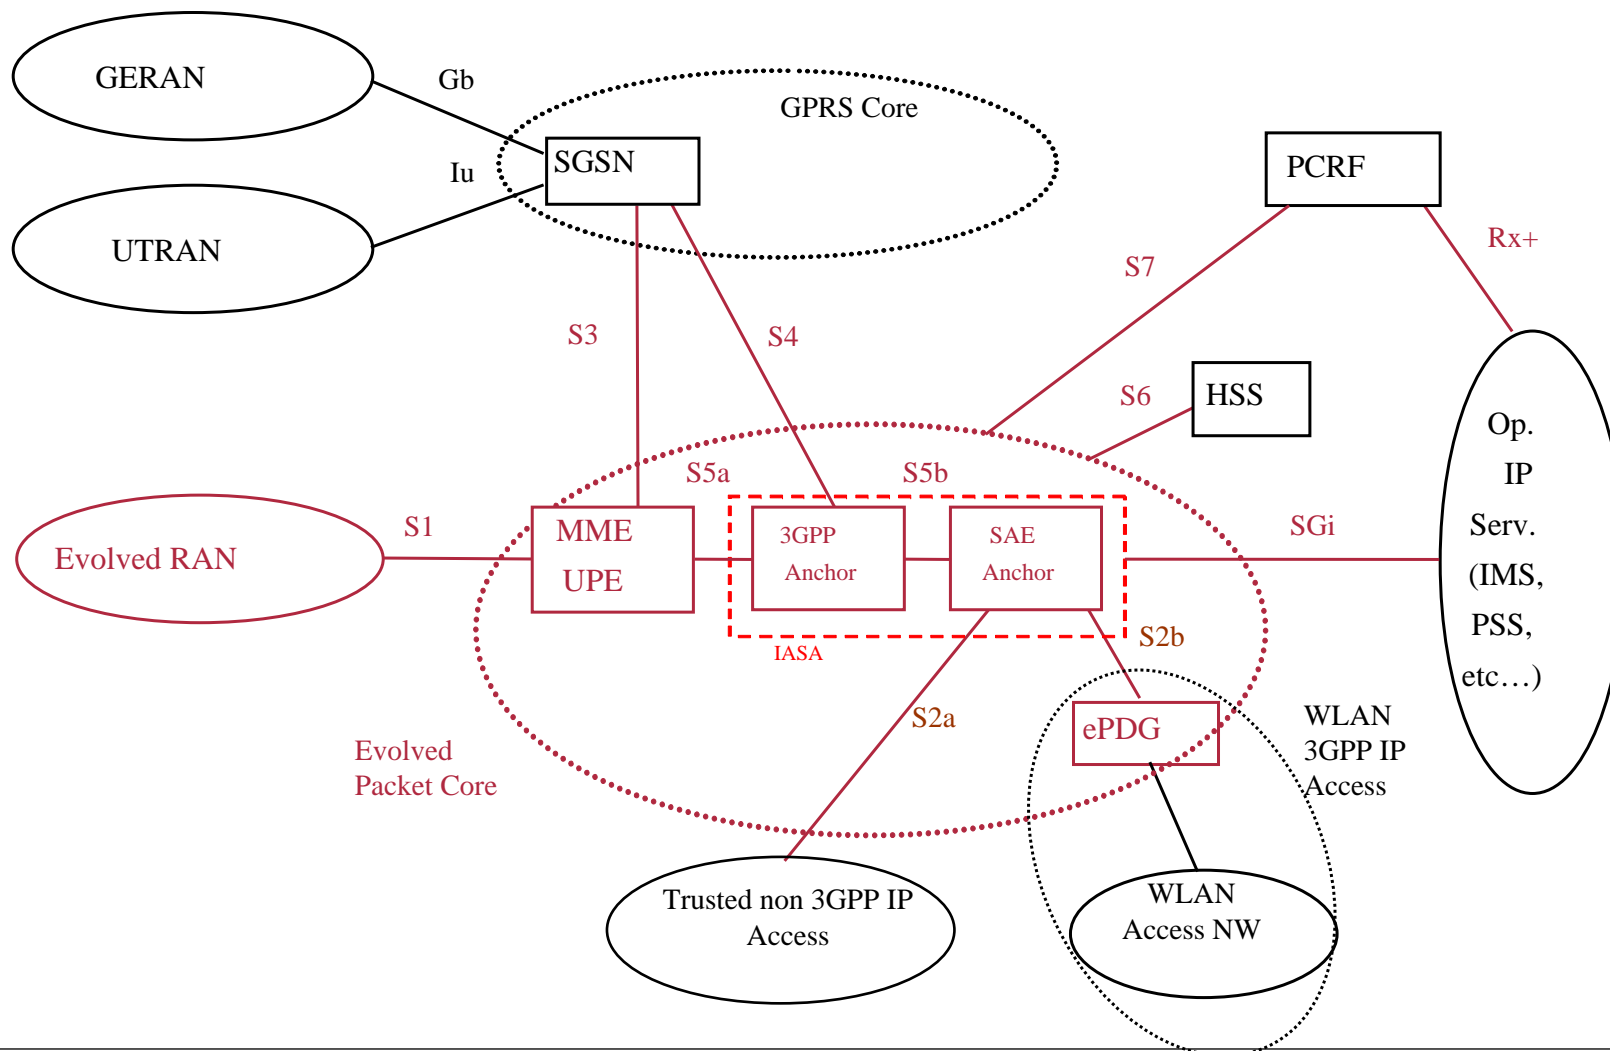 GERAN
Gb
GPRS Core
SGSN
Iu
PCRF
UTRAN
Rx+
S7
S3
S4
S6
HSS
Op.
IP
Serv.
(IMS,
PSS,
etc…)
S5a
S5b
S1
MME
UPE
3GPP
Anchor
SAE
Anchor
SGi
Evolved RAN
IASA
S2b
S2a
ePDG
WLAN
3GPP IP
Access
Evolved
Packet Core
Trusted non 3GPP IP
Access
WLAN
Access NW